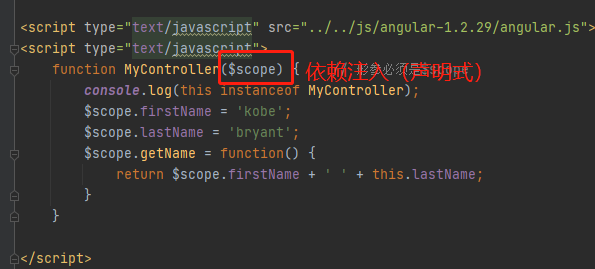 <script type="text/javascript" src="../../js/angular-1.2.29/angular.js">
<script type="text/javascript">
function MyController($scope) { 依赖注入（声明式）
console.log(this instanceof MyController);
$scope.firstName = 'kobe';
$scope.lastName = 'bryant';
$scope.getName = function() {
return $scope.firstName + ' ' + this.lastName;
}
}
</script>